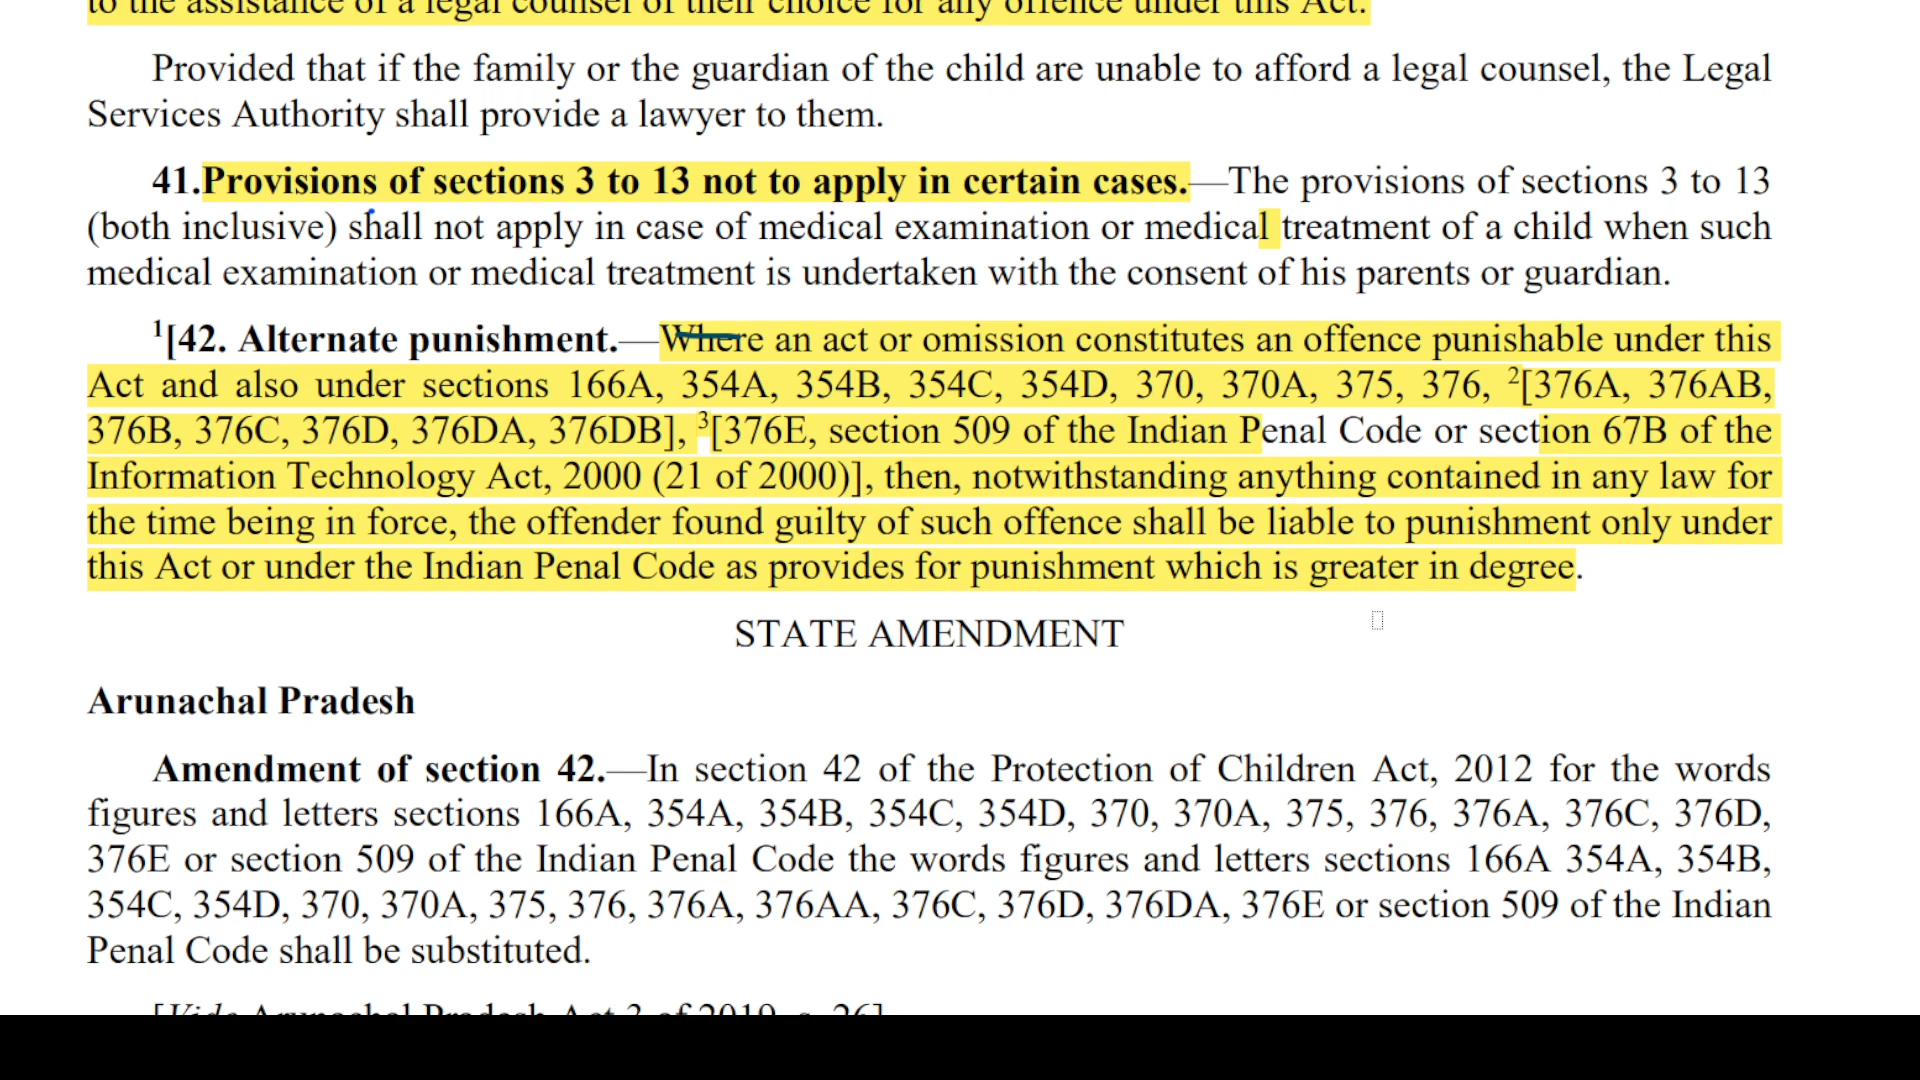 to the assistance of a legal counsel of their choice for any offence under this Act.
Provided that if the family or the guardian of the child are unable to afford a legal counsel, the Legal
Services Authority shall provide a lawyer to them.
41.Provisions of sections 3 to 13 not to apply in certain cases.—The provisions of sections 3 to 13
(both inclusive) shall not apply in case of medical examination or medical treatment of a child when such
medical examination or medical treatment is undertaken with the consent of his parents or guardian.
1[42. Alternate punishment.—Where an act or omission constitutes an offence punishable under this
Act and also under sections 166A, 354A, 354B, 354C, 354D, 370, 370A, 375, 376, 2[376A, 376AB,
376B, 376C, 376D, 376DA, 376DB], 3[376E, section 509 of the Indian Penal Code or section 67B of the
Information Technology Act, 2000 (21 of 2000)], then, notwithstanding anything contained in any law for
the time being in force, the offender found guilty of such offence shall be liable to punishment only under
this Act or under the Indian Penal Code as provides for punishment which is greater in degree.
STATE AMENDMENT
Arunachal Pradesh
Amendment of section 42.—In section 42 of the Protection of Children Act, 2012 for the words
figures and letters sections 166A, 354A, 354B, 354C, 354D, 370, 370A, 375, 376, 376A, 376C, 376D,
376E or section 509 of the Indian Penal Code the words figures and letters sections 166A 354A, 354B,
354C, 354D, 370, 370A, 375, 376, 376A, 376AA, 376C, 376D, 376DA, 376E or section 509 of the Indian
Penal Code shall be substituted.
[Vide Arunachal Pradesh Act 3 of 2019, s. 26]